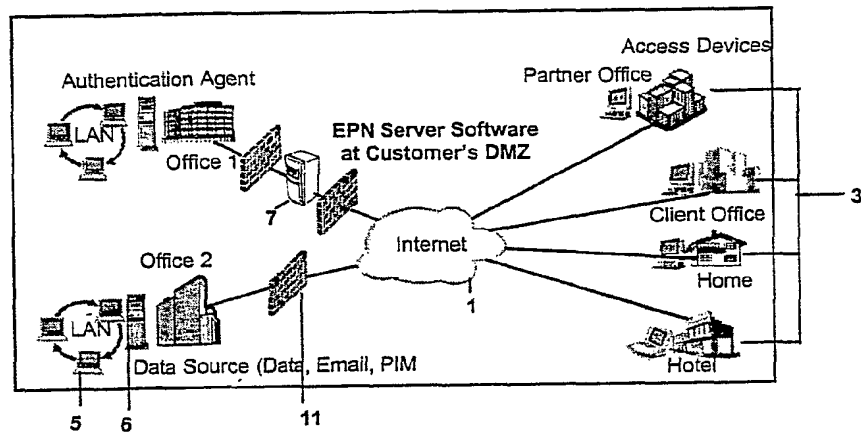 Access Devices
Partner Office
Authentication Agent
LAN
Office 1
EPN Server Software
at Customer's DMZ
7
3
Client Office
Internet
Office 2
Home
1
LAN
Hotel
Data Source (Data, Email, PIM
5
6
11